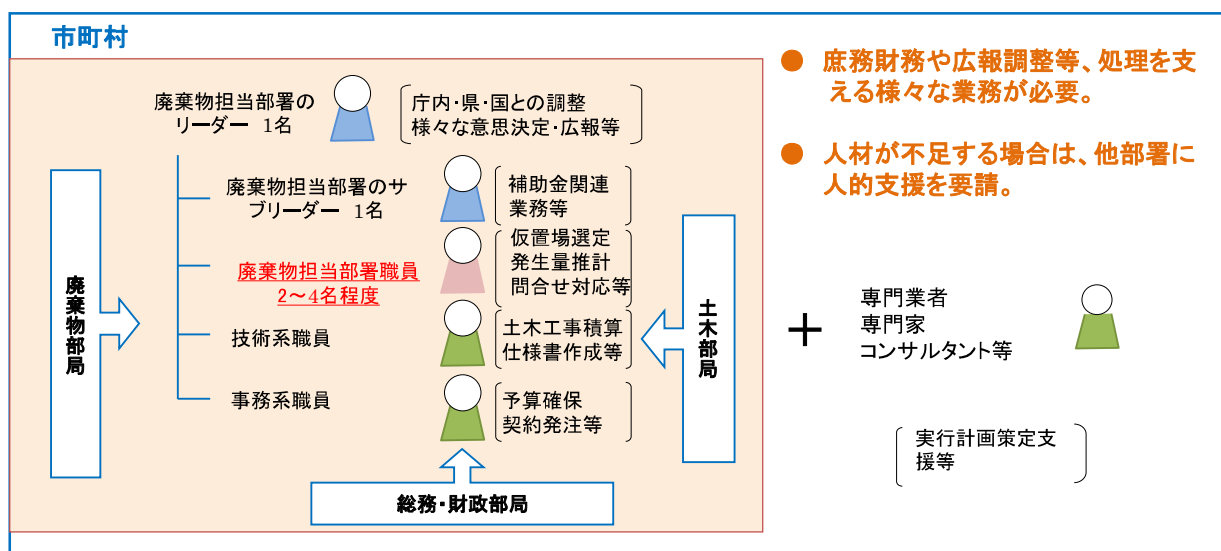 市町村
廃棄物担当部署の
リーダー 1名
庁内・県・国との調整
様々な意思決定・広報等
廃棄物担当部署のサ
ブリーダー 1名
補助金関連
業務等
廃棄物担当部署職員
2～4名程度
仮置場選定
発生量推計
問合せ対応等
技術系職員
土木工事積算
仕様書作成等
事務系職員
予算確保
契約発注等
廃棄物部局
土木部局
総務・財政部局
● 庶務財務や広報調整等、処理を支
える様々な業務が必要。
● 人材が不足する場合は、他部署に
人的支援を要請。
＋
専門業者
専門家
コンサルタント等
実行計画策定支
援等